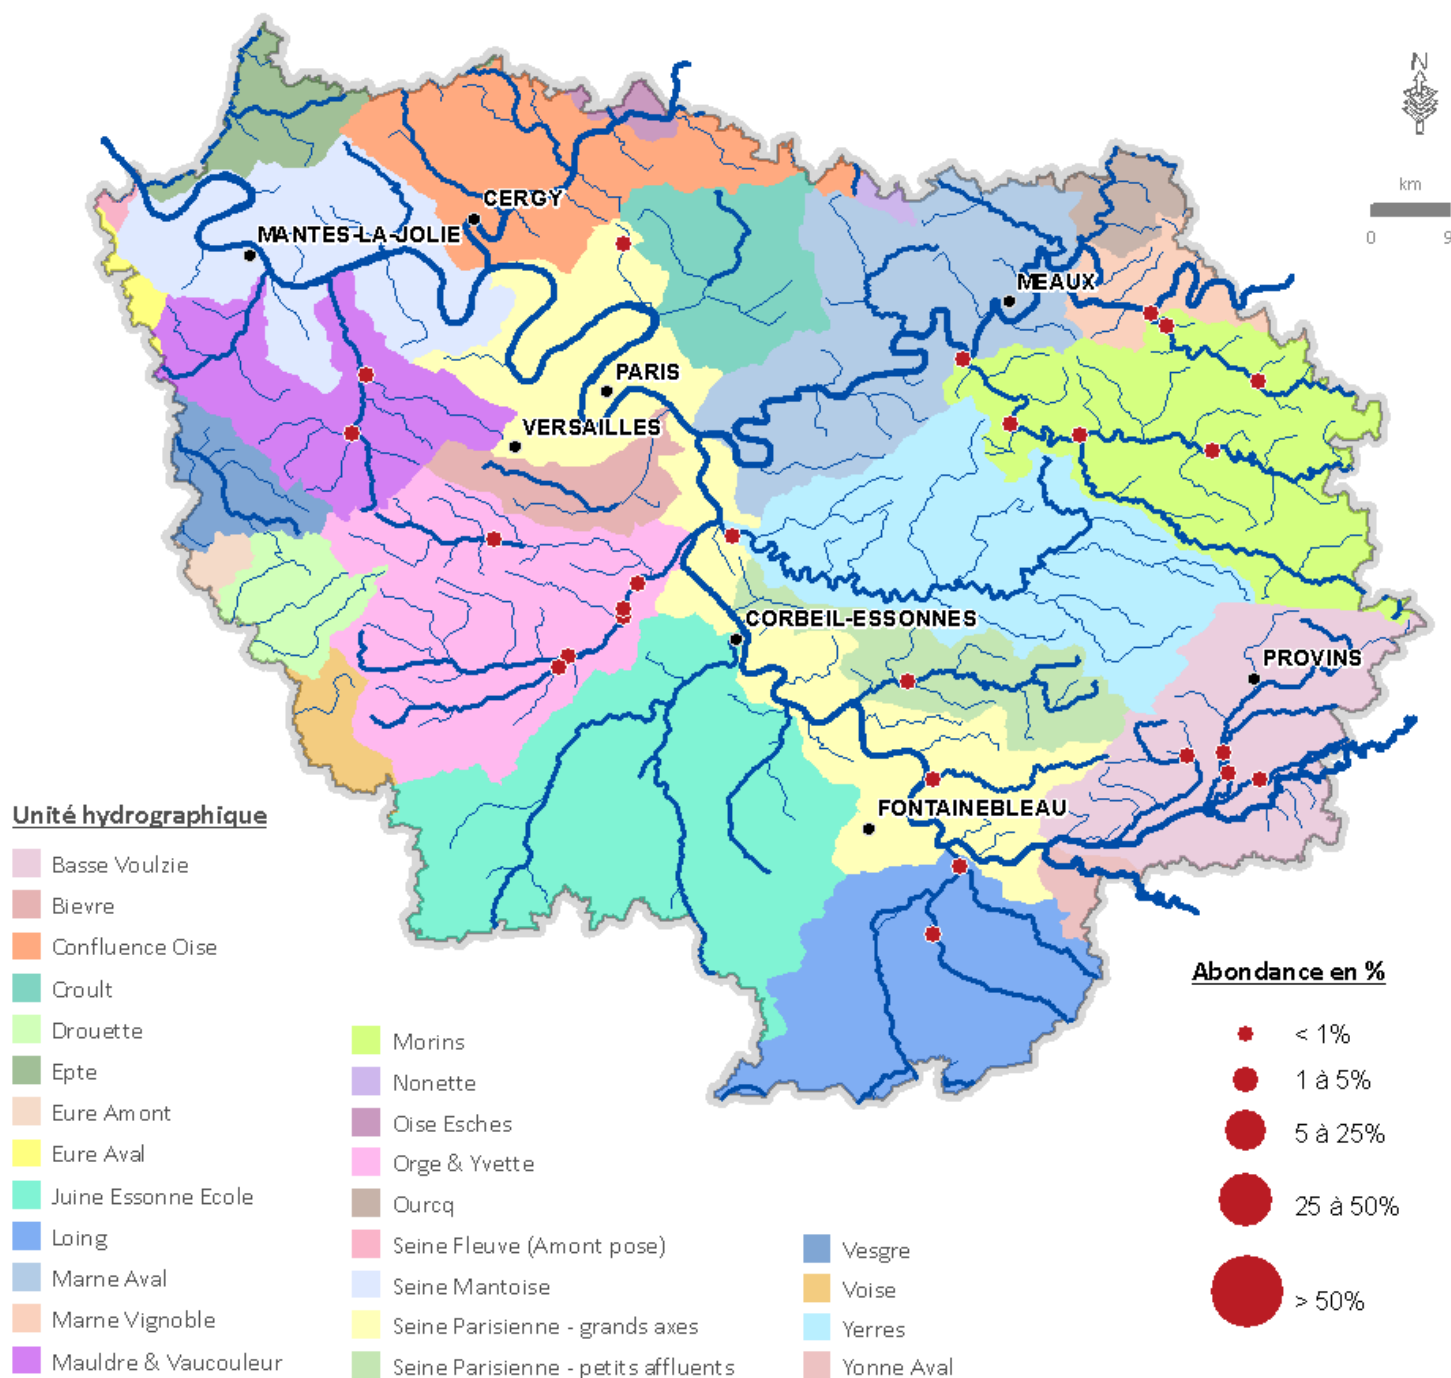 N
km
0 9
CERGY
MANTES-LA-JOLIE
MEAUX
PARIS
VERSAILLES
CORBEIL-ESSONNES
PROVINS
FONTAINEBLEAU
Unité hydrographique
Basse Voulzie
Bievre
Confluence Oise
Croult
Drouette
Epte
Eure Amont
Eure Aval
Juine Essonne Ecole
Loing
Marne Aval
Marne Vignoble
Mauldre & Vaucouleur
Morins
Nonette
Oise Esches
Orge & Yvette
Ourcq
Seine Fleuve (Amont pose)
Seine Mantoise
Seine Parisienne - grands axes
Seine Parisienne - petits affluents
Vesgre
Voise
Yerres
Yonne Aval
Abondance en %
< 1%
1 à 5%
5 à 25%
25 à 50%
> 50%